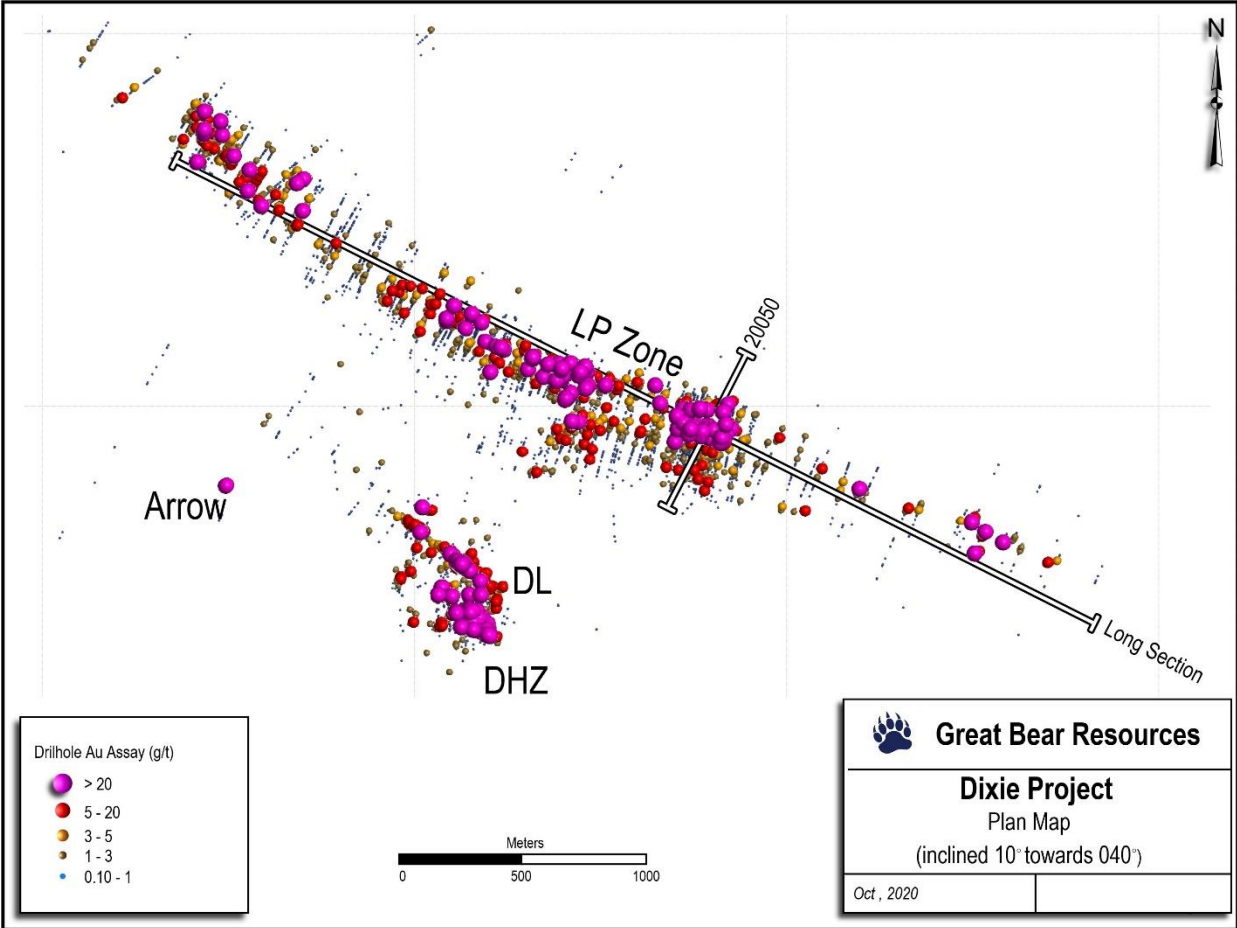 N
20050
LP Zone
Arrow
DL
DHZ
Long Section
Drilhole Au Assay (g/t)
> 20
5 - 20
3 - 5
1 - 3
0.10 - 1
Meters
0 500 1000
Great Bear Resources
Dixie Project
Plan Map
(inclined 10° towards 040°)
Oct , 2020